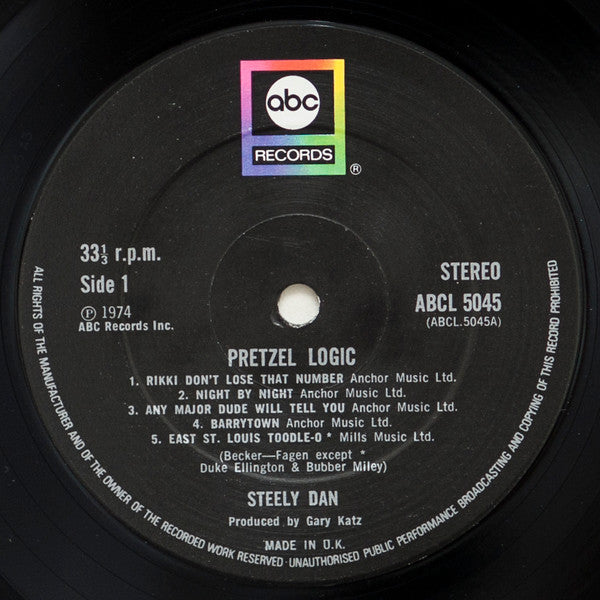 abc
RECORDS
®
33⅓ r.p.m.
Side 1
Ⓟ 1974
ABC Records Inc.
STEREO
ABCL 5045
(ABCL.5045A)
PRETZEL LOGIC
1. RIKKI DON'T LOSE THAT NUMBER Anchor Music Ltd.
2. NIGHT BY NIGHT Anchor Music Ltd.
3. ANY MAJOR DUDE WILL TELL YOU Anchor Music Ltd.
4. BARRYTOWN Anchor Music Ltd.
5. EAST ST. LOUIS TOODLE-O * Mills Music Ltd.
(Becker—Fagen except *
Duke Ellington & Bubber Miley)
STEELY DAN
Produced by Gary Katz
MADE IN U.K.
ALL RIGHTS OF THE MANUFACTURER AND OF THE OWNER OF THE RECORDED WORK RESERVED · UNAUTHORISED PUBLIC PERFORMANCE BROADCASTING AND COPYING OF THIS RECORD PROHIBITED